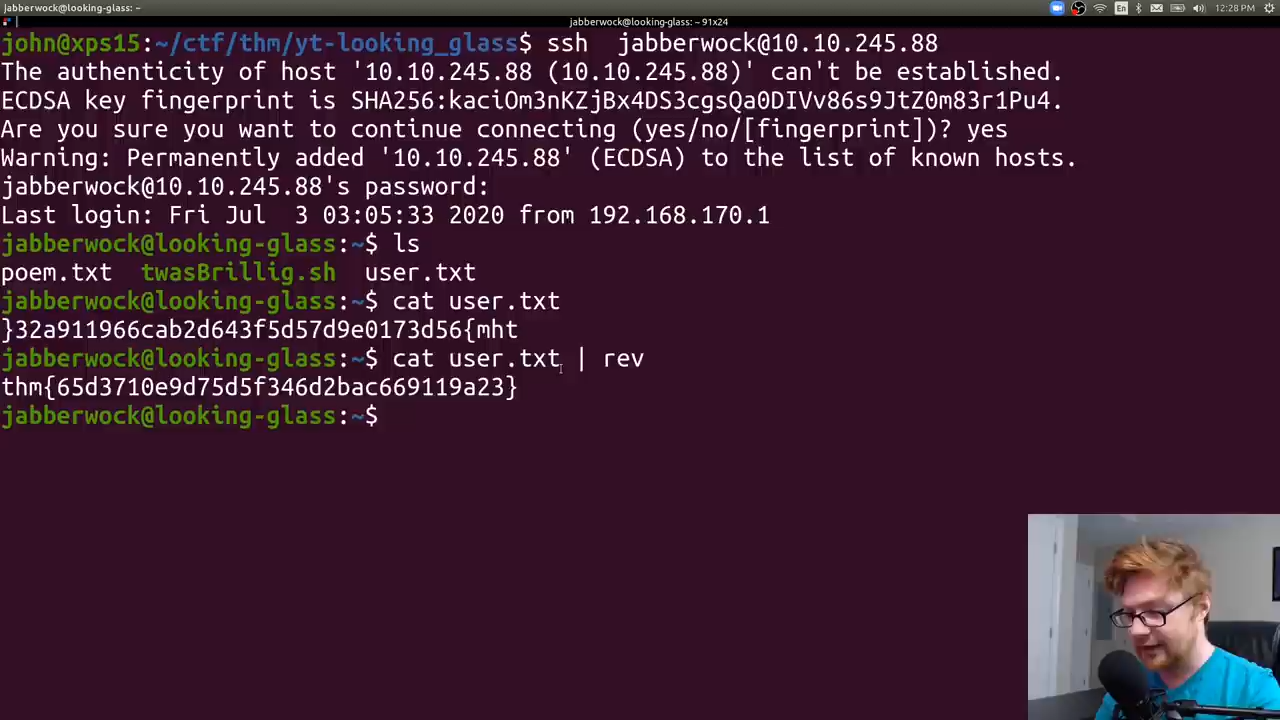 jabberwock@looking-glass: ~
En
12:28 PM
jabberwock@looking-glass: ~ 91x24
john@xps15:~/ctf/thm/yt-looking_glass$ ssh  jabberwock@10.10.245.88
The authenticity of host '10.10.245.88 (10.10.245.88)' can't be established.
ECDSA key fingerprint is SHA256:kaciOm3nKZjBx4DS3cgsQa0DIVv86s9JtZ0m83r1Pu4.
Are you sure you want to continue connecting (yes/no/[fingerprint])? yes
Warning: Permanently added '10.10.245.88' (ECDSA) to the list of known hosts.
jabberwock@10.10.245.88's password:
Last login: Fri Jul  3 03:05:33 2020 from 192.168.170.1
jabberwock@looking-glass:~$ ls
poem.txt  twasBrillig.sh  user.txt
jabberwock@looking-glass:~$ cat user.txt
}32a911966cab2d643f5d57d9e0173d56{mht
jabberwock@looking-glass:~$ cat user.txt | rev
thm{65d3710e9d75d5f346d2bac669119a23}
jabberwock@looking-glass:~$